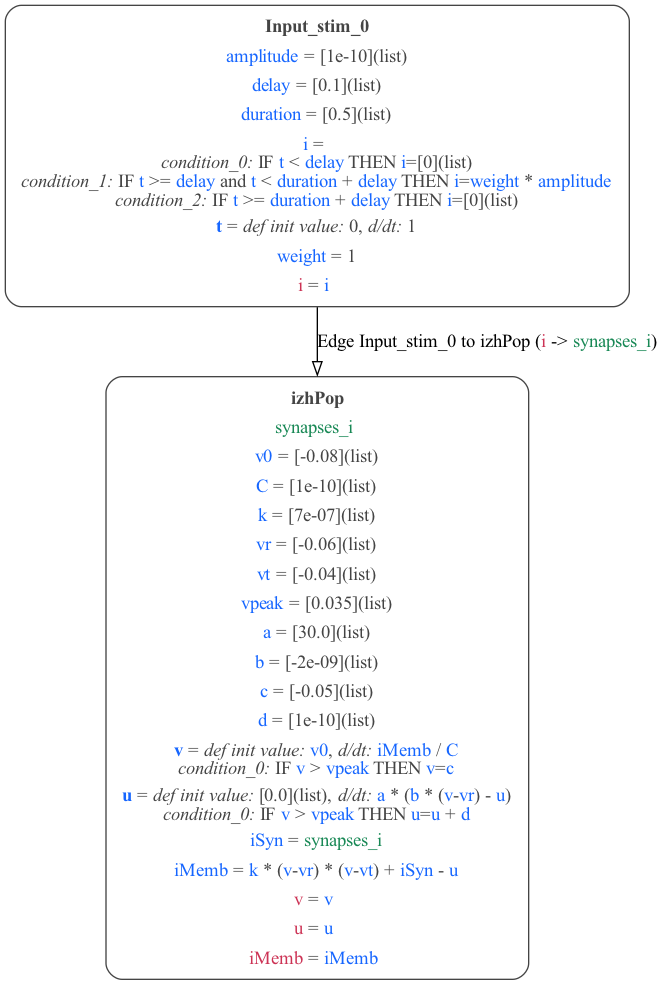 Input_stim_0
amplitude = [1e-10](list)
delay = [0.1](list)
duration = [0.5](list)
i =
condition_0: IF t < delay THEN i=[0](list)
condition_1: IF t >= delay and t < duration + delay THEN i=weight * amplitude
condition_2: IF t >= duration + delay THEN i=[0](list)
t = def init value: 0, d/dt: 1
weight = 1
i = i
Edge Input_stim_0 to izhPop (i -> synapses_i)
izhPop
synapses_i
v0 = [-0.08](list)
C = [1e-10](list)
k = [7e-07](list)
vr = [-0.06](list)
vt = [-0.04](list)
vpeak = [0.035](list)
a = [30.0](list)
b = [-2e-09](list)
c = [-0.05](list)
d = [1e-10](list)
v = def init value: v0, d/dt: iMemb / C
condition_0: IF v > vpeak THEN v=c
u = def init value: [0.0](list), d/dt: a * (b * (v-vr) - u)
condition_0: IF v > vpeak THEN u=u + d
iSyn = synapses_i
iMemb = k * (v-vr) * (v-vt) + iSyn - u
v = v
u = u
iMemb = iMemb